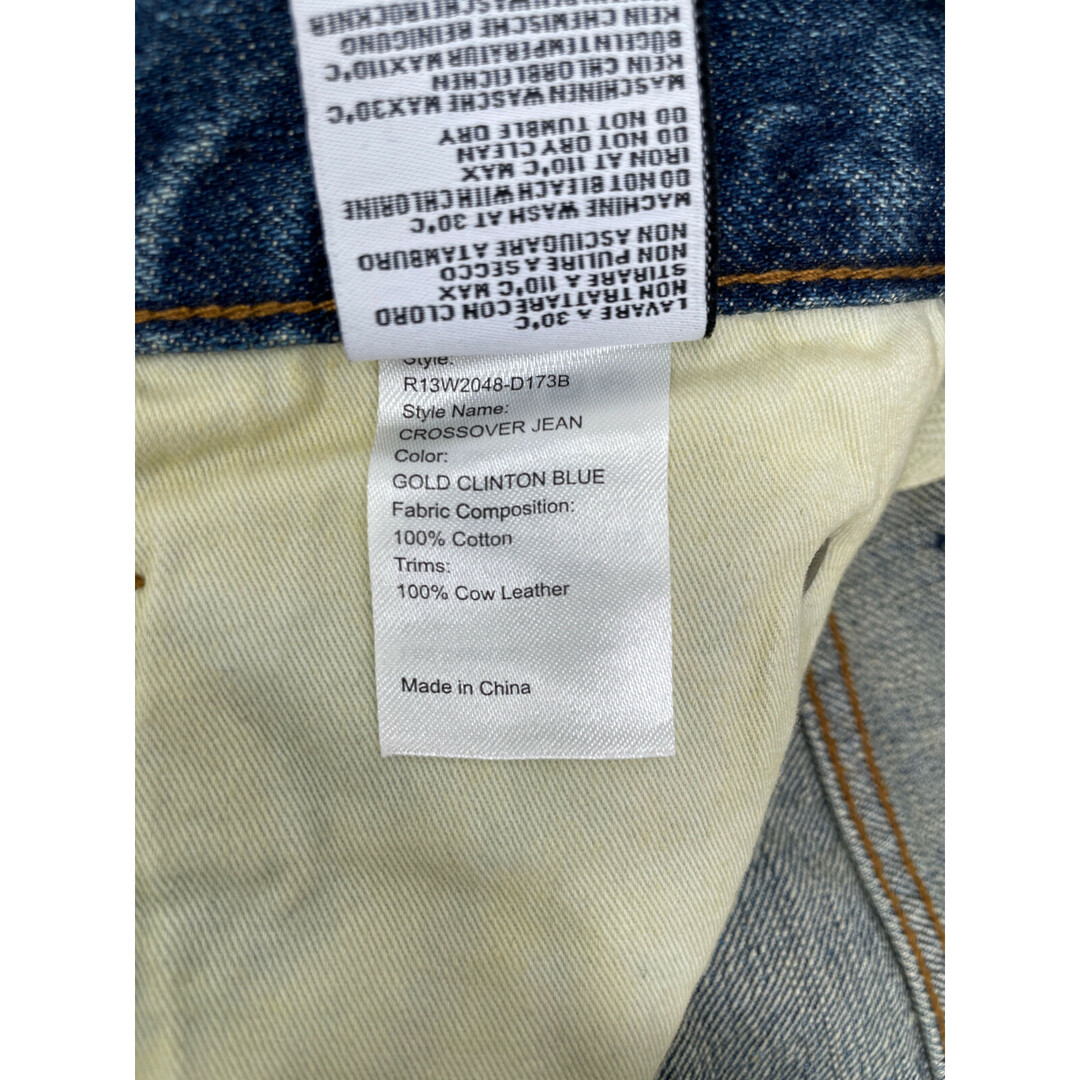 LAVARE A 30°C
NON TRATTARE CON CLORO
STIRARE A 110°C MAX
NON PULIRE A SECCO
NON ASCIUGARE A TAMBURO
MACHINE WASH AT 30°C
DO NOT BLEACH WITH CHLORINE
IRON AT 110°C MAX
DO NOT DRY CLEAN
DO NOT TUMBLE DRY
MASCHINEN WASCHE MAX30°C
KEIN CHLORBLEICHEN
BUGELN TEMPERATUR MAX110°C
KEIN CHEMISCHE REINIGUNG
Style:
R13W2048-D173B
Style Name:
CROSSOVER JEAN
Color:
GOLD CLINTON BLUE
Fabric Composition:
100% Cotton
Trims:
100% Cow Leather
Made in China